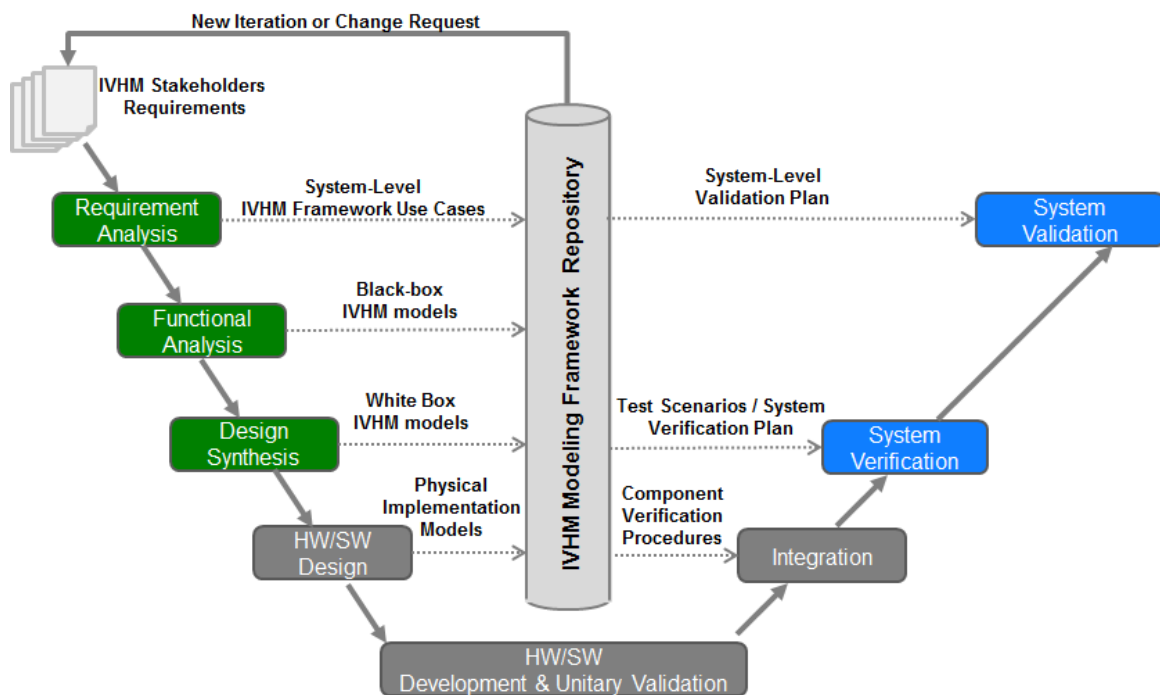 New Iteration or Change Request
IVHM Stakeholders
Requirements
Requirement
Analysis
System-Level
IVHM Framework Use Cases
Functional
Analysis
Black-box
IVHM models
Design
Synthesis
White Box
IVHM models
HW/SW
Design
Physical
Implementation
Models
IVHM Modeling Framework Repository
System-Level
Validation Plan
System
Validation
Test Scenarios / System
Verification Plan
System
Verification
Component
Verification
Procedures
Integration
HW/SW
Development & Unitary Validation